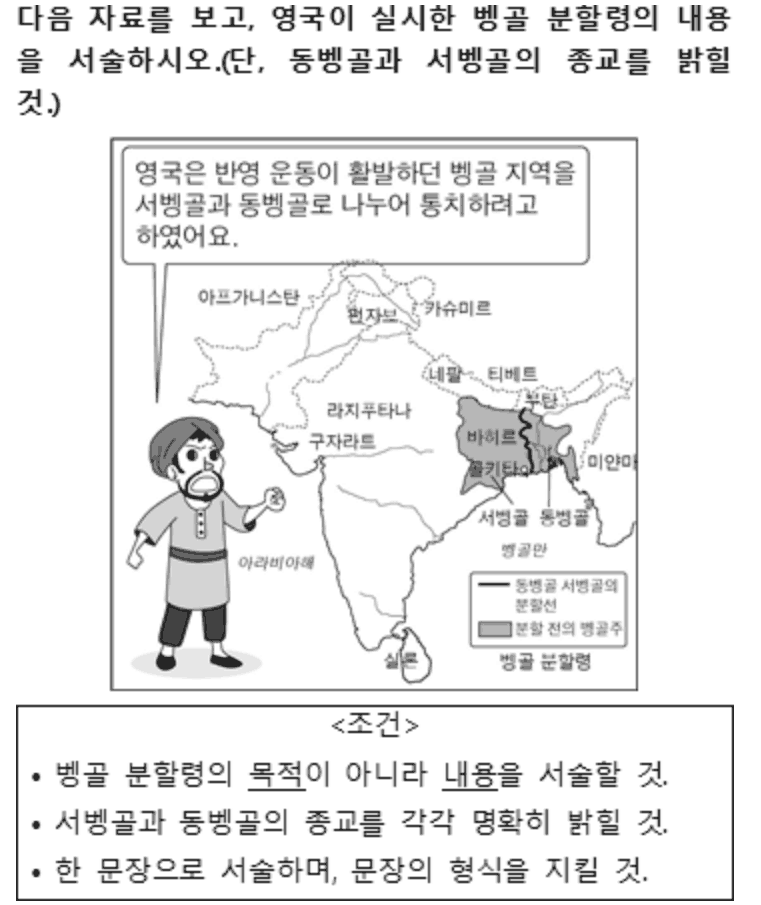 다음 자료를 보고, 영국이 실시한 벵골 분할령의 내용
을 서술하시오.(단, 동벵골과 서벵골의 종교를 밝힐
것.)
영국은 반영 운동이 활발하던 벵골 지역을
서벵골과 동벵골로 나누어 통치하려고
하였어요.
아프가니스탄
펀자브
카슈미르
네팔
티베트
부탄
라지푸타나
구자라트
바히르
콜키타
미얀마
서벵골
동벵골
아라비아해
벵골만
동벵골 서벵골의
분할선
분할 전의 벵골주
실론
벵골 분할령
<조건>
• 벵골 분할령의 목적이 아니라 내용을 서술할 것.
• 서벵골과 동벵골의 종교를 각각 명확히 밝힐 것.
• 한 문장으로 서술하며, 문장의 형식을 지킬 것.